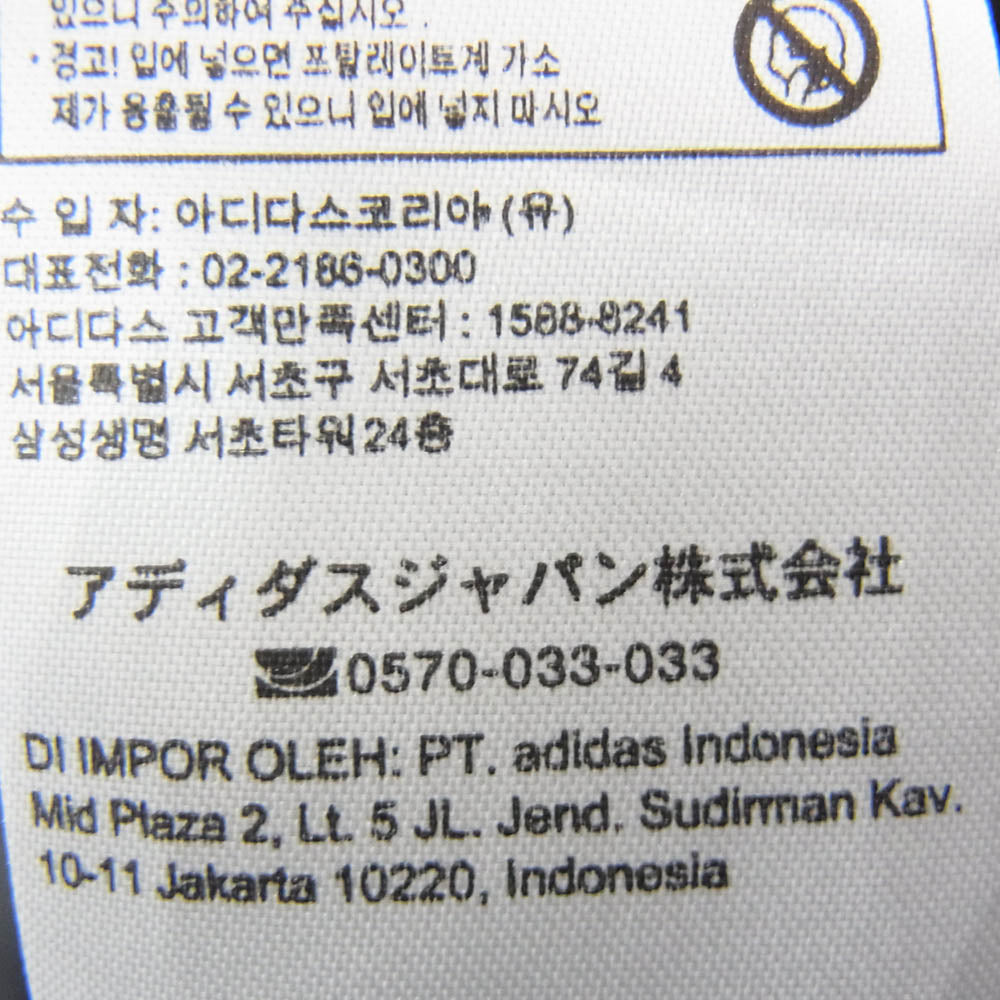 있으니 주의하여 주십시오.
· 경고! 입에 넣으면 프탈레이트계 가소
제가 용출될 수 있으니 입에 넣지 마시오
수 입 자: 아디다스코리아 (유)
대표전화 : 02-2186-0300
아디다스 고객만족센터 : 1588-8241
서울특별시 서초구 서초대로 74길 4
삼성생명 서초타워 24층
アディダスジャパン株式会社
0570-033-033
DI IMPOR OLEH: PT. adidas Indonesia
Mid Plaza 2, Lt. 5 JL. Jend. Sudirman Kav.
10-11 Jakarta 10220, Indonesia